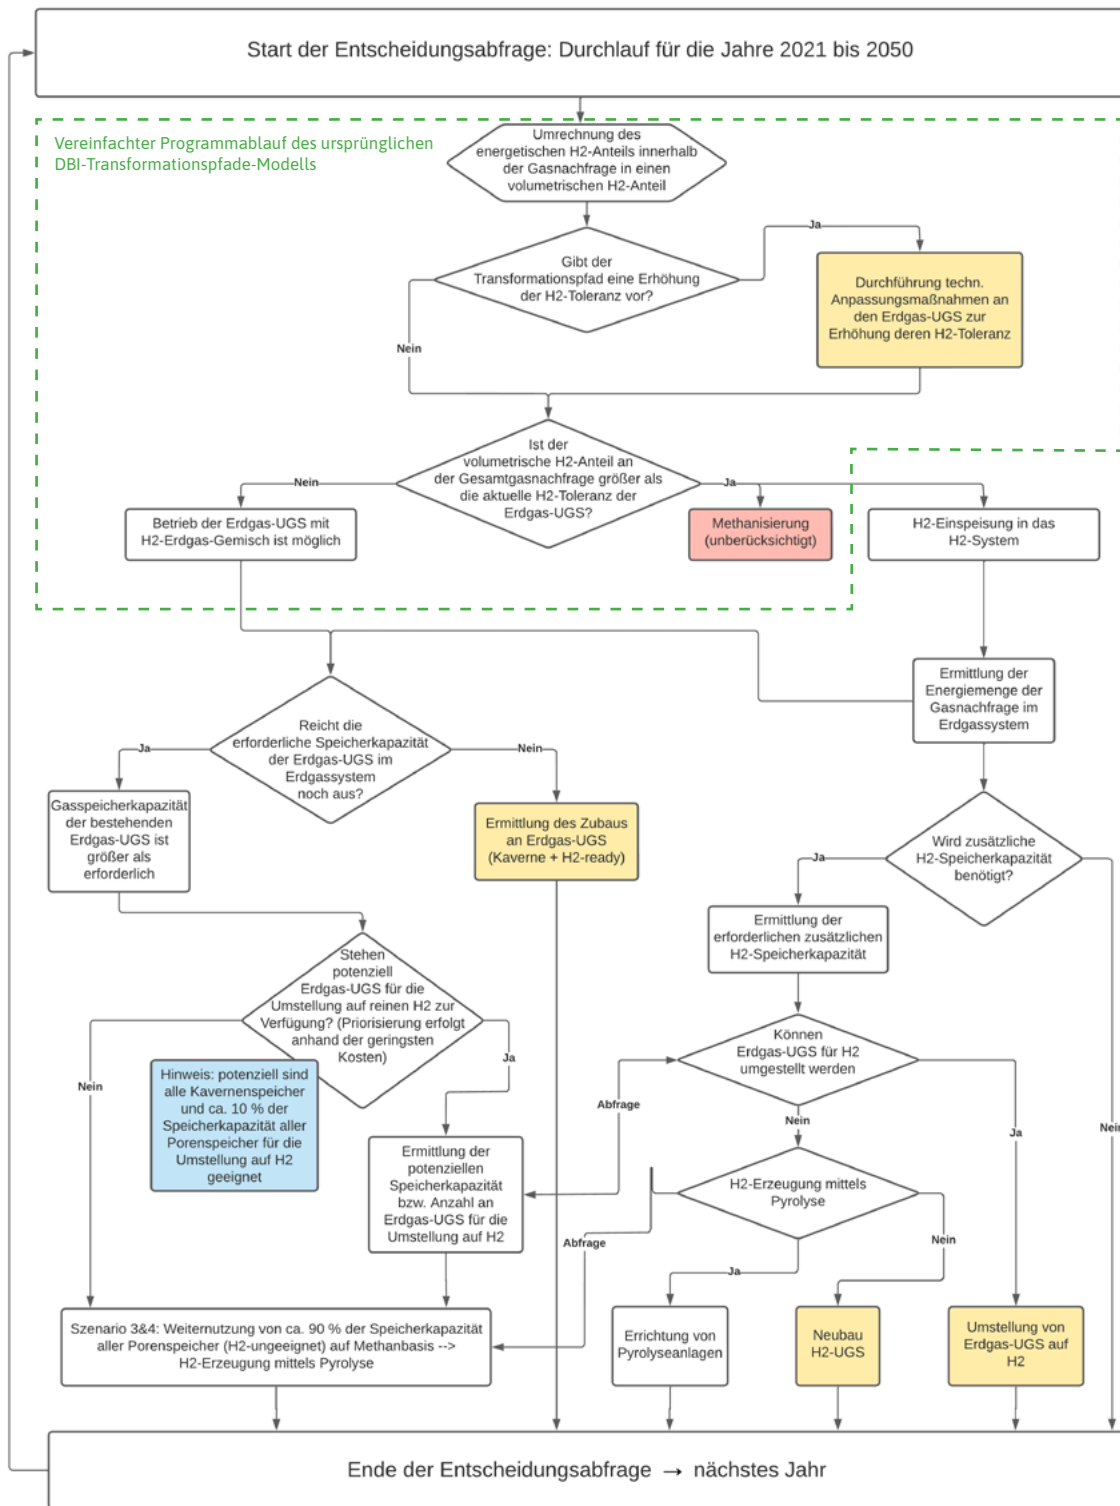 Start der Entscheidungsabfrage: Durchlauf für die Jahre 2021 bis 2050
Vereinfachter Programmablauf des ursprünglichen
DBI-Transformationspfade-Modells
Umrechnung des
energetischen H2-Anteils innerhalb
der Gasnachfrage in einen
volumetrischen H2-Anteil
Ja
Gibt der
Transformationspfad eine Erhöhung
der H2-Toleranz vor?
Durchführung techn.
Anpassungsmaßnahmen an
den Erdgas-UGS zur
Erhöhung deren H2-Toleranz
Nein
Ist der
volumetrische H2-Anteil an
der Gesamtgasnachfrage größer als
die aktuelle H2-Toleranz der
Erdgas-UGS?
Nein
Ja
Betrieb der Erdgas-UGS mit
H2-Erdgas-Gemisch ist möglich
Methanisierung
(unberücksichtigt)
H2-Einspeisung in das
H2-System
Ermittlung der
Energiemenge der
Gasnachfrage im
Erdgassystem
Reicht die
erforderliche Speicherkapazität
der Erdgas-UGS im
Erdgassystem
noch aus?
Ja
Nein
Gasspeicherkapazität
der bestehenden
Erdgas-UGS ist
größer als
erforderlich
Ermittlung des Zubaus
an Erdgas-UGS
(Kaverne + H2-ready)
Wird zusätzliche
H2-Speicherkapazität
benötigt?
Ja
Nein
Ermittlung der
erforderlichen zusätzlichen
H2-Speicherkapazität
Stehen
potenziell
Erdgas-UGS für die
Umstellung auf reinen H2 zur
Verfügung? (Priorisierung erfolgt
anhand der geringsten
Kosten)
Ja
Nein
Hinweis: potenziell sind
alle Kavernenspeicher
und ca. 10 % der
Speicherkapazität aller
Porenspeicher für die
Umstellung auf H2
geeignet
Können
Erdgas-UGS für H2
umgestellt werden
Abfrage
Nein
Ja
Ermittlung der
potenziellen
Speicherkapazität
bzw. Anzahl an
Erdgas-UGS für die
Umstellung auf H2
H2-Erzeugung mittels
Pyrolyse
Abfrage
Nein
Ja
Szenario 3&4: Weiternutzung von ca. 90 % der Speicherkapazität
aller Porenspeicher (H2-ungeeignet) auf Methanbasis -->
H2-Erzeugung mittels Pyrolyse
Errichtung von
Pyrolyseanlagen
Neubau
H2-UGS
Umstellung von
Erdgas-UGS auf
H2
Ende der Entscheidungsabfrage → nächstes Jahr